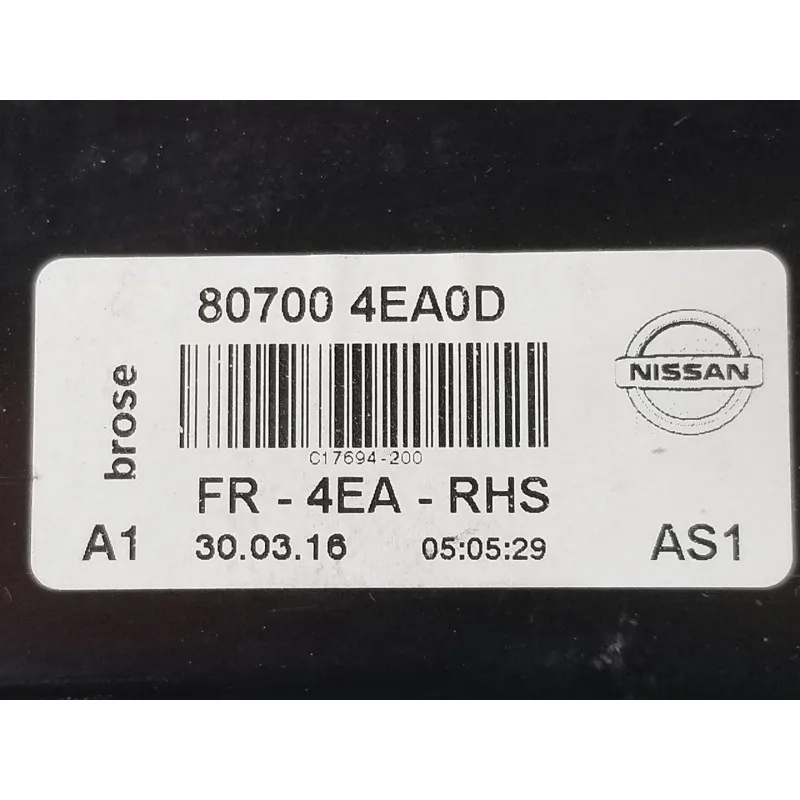 80700 4EA0D
brose
NISSAN
C17694-200
FR - 4EA - RHS
A1 30.03.16 05:05:29 AS1